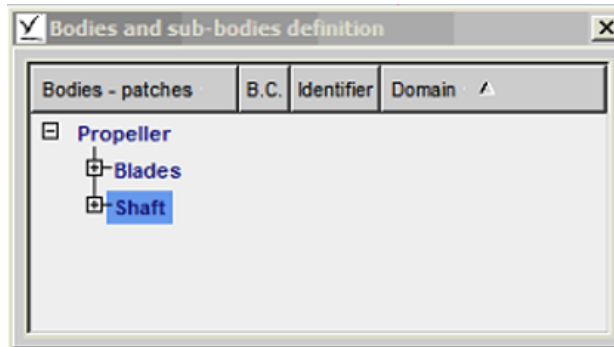 Bodies and sub-bodies definition
Bodies - patches B.C. Identifier Domain
Propeller
Blades
Shaft